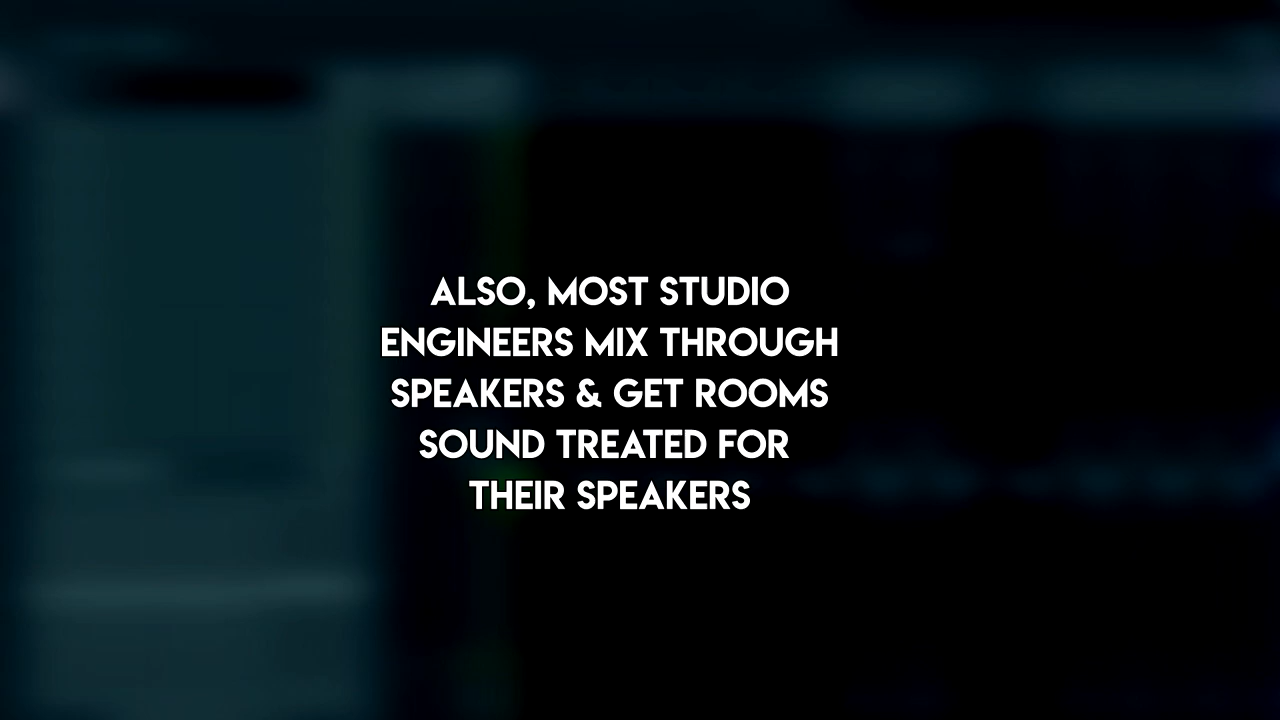 ALSO, MOST STUDIO
ENGINEERS MIX THROUGH
SPEAKERS & GET ROOMS
SOUND TREATED FOR
THEIR SPEAKERS